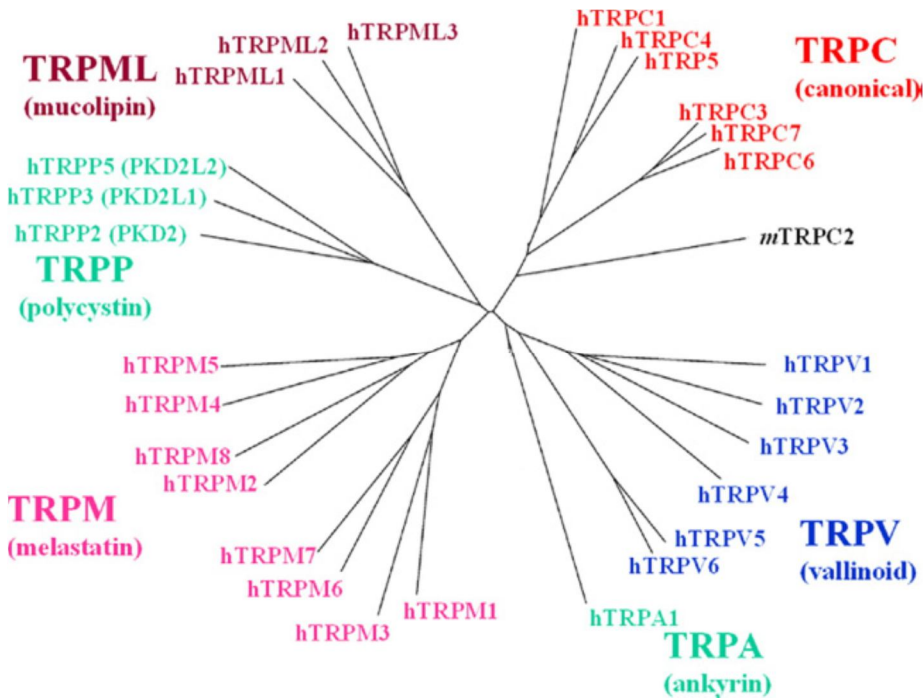 TRPML
(mucolipin)
hTRPML3
hTRPML2
hTRPML1
hTRPC1
hTRPC4
hTRP5
TRPC
(canonical)(
hTRPC3
hTRPC7
hTRPC6
mTRPC2
hTRPP5 (PKD2L2)
hTRPP3 (PKD2L1)
hTRPP2 (PKD2)
TRPP
(polycystin)
hTRPM5
hTRPM4
hTRPM8
hTRPM2
TRPM
(melastatin)
hTRPM7
hTRPM6
hTRPM3
hTRPM1
hTRPV1
hTRPV2
hTRPV3
hTRPV4
hTRPV5
hTRPV6
TRPV
(vallinoid)
hTRPA1
TRPA
(ankyrin)